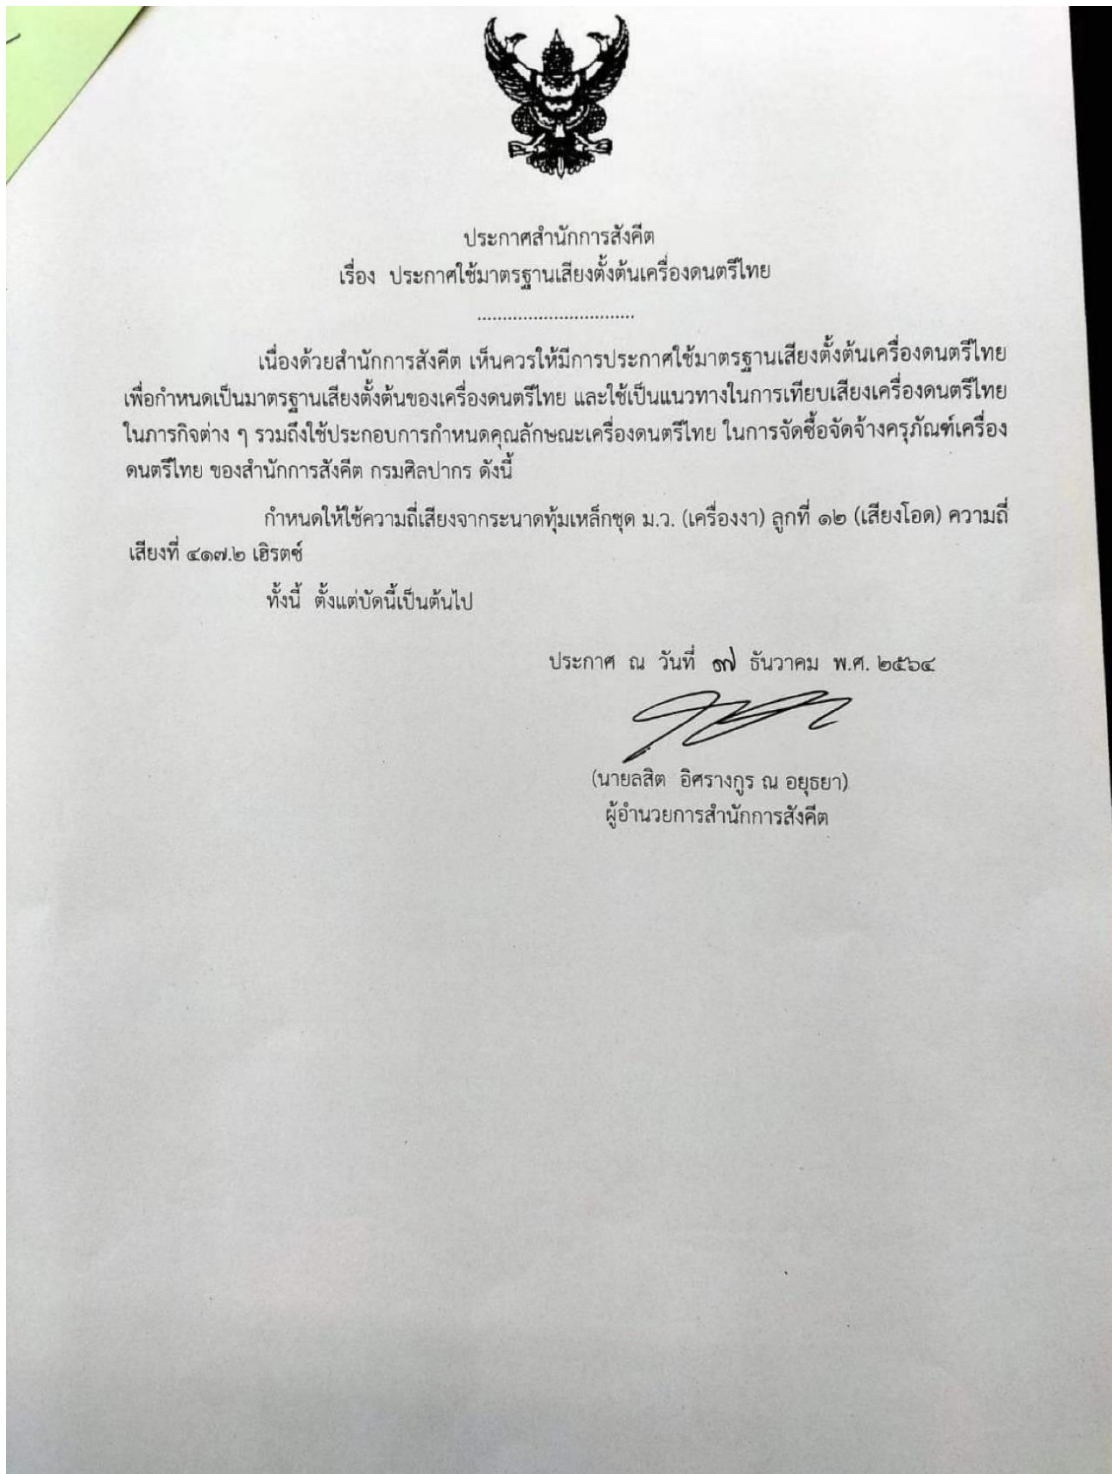 ประกาศสำนักการสังคีต
เรื่อง ประกาศใช้มาตรฐานเสียงตั้งต้นเครื่องดนตรีไทย
..............................
เนื่องด้วยสำนักการสังคีต เห็นควรให้มีการประกาศใช้มาตรฐานเสียงตั้งต้นเครื่องดนตรีไทย
เพื่อกำหนดเป็นมาตรฐานเสียงตั้งต้นของเครื่องดนตรีไทย และใช้เป็นแนวทางในการเทียบเสียงเครื่องดนตรีไทย
ในภารกิจต่าง ๆ รวมถึงใช้ประกอบการกำหนดคุณลักษณะเครื่องดนตรีไทย ในการจัดซื้อจัดจ้างครุภัณฑ์เครื่อง
ดนตรีไทย ของสำนักการสังคีต กรมศิลปากร ดังนี้
กำหนดให้ใช้ความถี่เสียงจากระนาดทุ้มเหล็กชุด ม.ว. (เครื่องงา) ลูกที่ ๑๒ (เสียงโอด) ความถี่
เสียงที่ ๔๑๗.๒ เฮิรตซ์
ทั้งนี้ ตั้งแต่บัดนี้เป็นต้นไป
ประกาศ ณ วันที่ ๑๗ ธันวาคม พ.ศ. ๒๕๖๔
(นายลสิต อิศรางกูร ณ อยุธยา)
ผู้อำนวยการสำนักการสังคีต